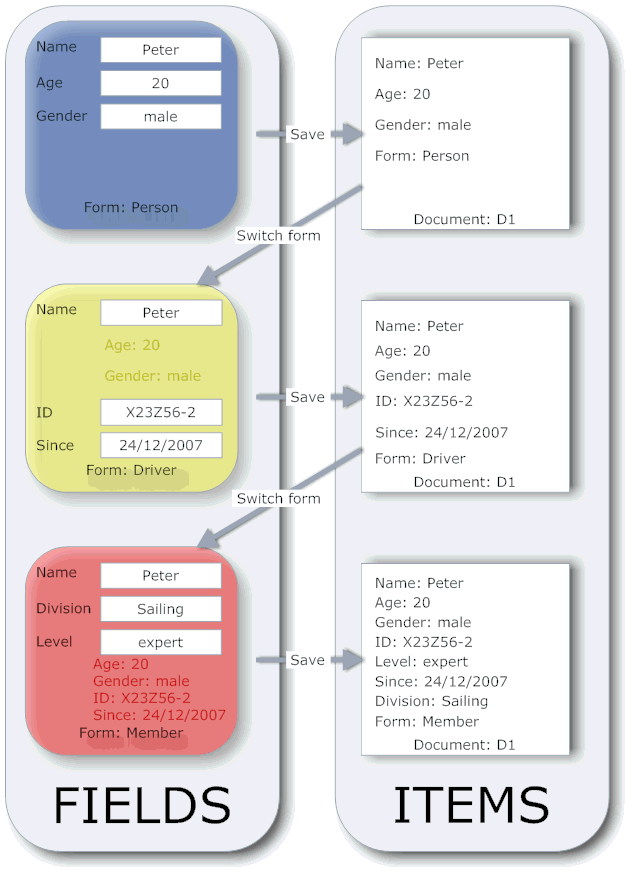 Name Peter
Age 20
Gender male
Form: Person
Save
Name: Peter
Age: 20
Gender: male
Form: Person
Document: D1
Switch form
Name Peter
Age: 20
Gender: male
ID X23Z56-2
Since 24/12/2007
Form: Driver
Save
Name: Peter
Age: 20
Gender: male
ID: X23Z56-2
Since: 24/12/2007
Form: Driver
Document: D1
Switch form
Name Peter
Division Sailing
Level expert
Age: 20
Gender: male
ID: X23Z56-2
Since: 24/12/2007
Form: Member
Save
Name: Peter
Age: 20
Gender: male
ID: X23Z56-2
Level: expert
Since: 24/12/2007
Division: Sailing
Form: Member
Document: D1
FIELDS
ITEMS